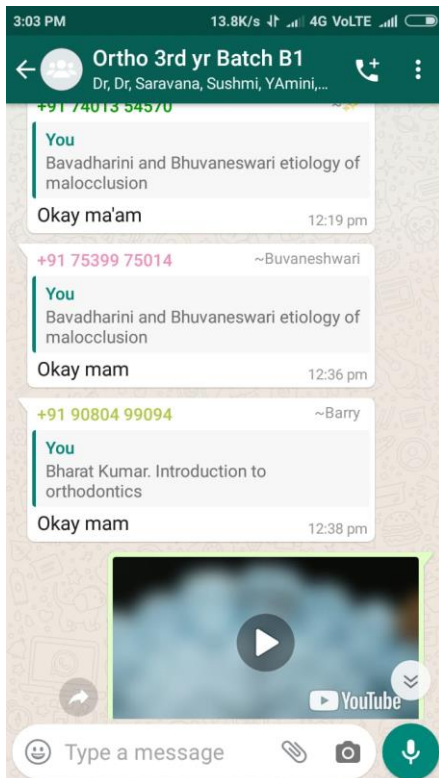 3:03 PM 13.8K/s 4G VoLTE
Ortho 3rd yr Batch B1
Dr, Dr, Saravana, Sushmi, YAmini,...
+91 74013 54570 ~✨
You
Bavadharini and Bhuvaneswari etiology of
malocclusion
Okay ma'am 12:19 pm
+91 75399 75014 ~Buvaneshwari
You
Bavadharini and Bhuvaneswari etiology of
malocclusion
Okay mam 12:36 pm
+91 90804 99094 ~Barry
You
Bharat Kumar. Introduction to
orthodontics
Okay mam 12:38 pm
YouTube
Type a message